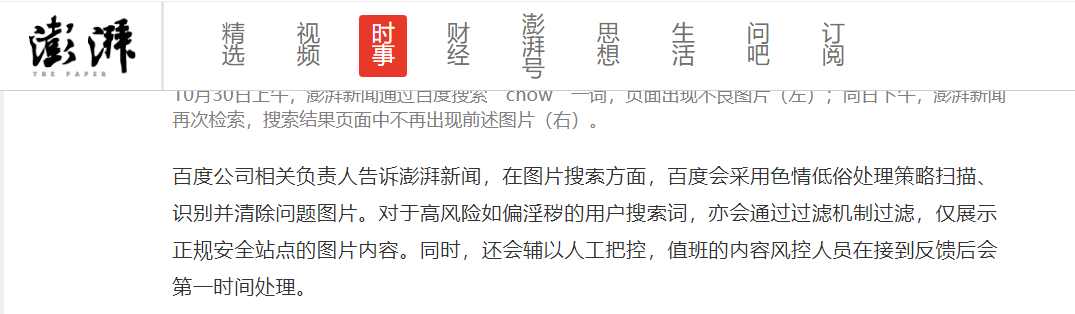 澎湃
THE PAPER
精选
视频
时事
财经
澎湃号
思想
生活
问吧
订阅
10月30日上午，澎湃新闻通过百度搜索 chow 一词，页面出现不良图片（左）；同日下午，澎湃新闻
再次检索，搜索结果页面中不再出现前述图片（右）。
百度公司相关负责人告诉澎湃新闻，在图片搜索方面，百度会采用色情低俗处理策略扫描、
识别并清除问题图片。对于高风险如偏淫秽的用户搜索词，亦会通过过滤机制过滤，仅展示
正规安全站点的图片内容。同时，还会辅以人工把控，值班的内容风控人员在接到反馈后会
第一时间处理。